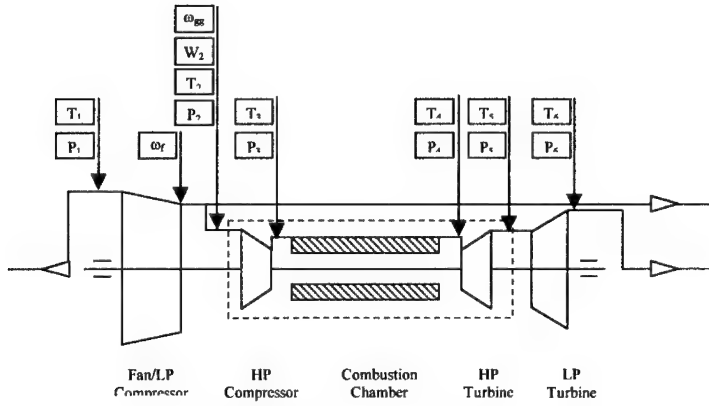 ω_gg
W_2
T_1 T_2 T_3 T_4 T_5 T_6
P_1 ω_f P_2 P_3 P_4 P_5 P_6
Fan/LP HP Combustion HP LP
Compressor Compressor Chamber Turbine Turbine